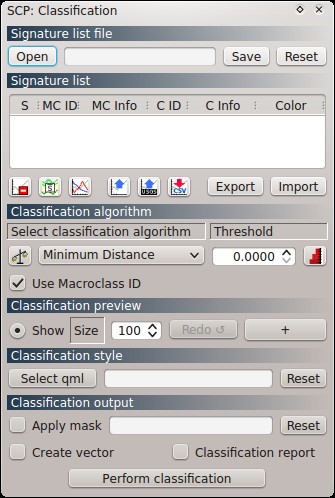 SCP: Classification
Signature list file
Open Save Reset
Signature list
S MC ID MC Info C ID C Info Color
USGS CSV Export Import
Classification algorithm
Select classification algorithm Threshold
Minimum Distance 0.0000
Use Macroclass ID
Classification preview
Show Size 100 Redo ↺ +
Classification style
Select qml Reset
Classification output
Apply mask Reset
Create vector Classification report
Perform classification